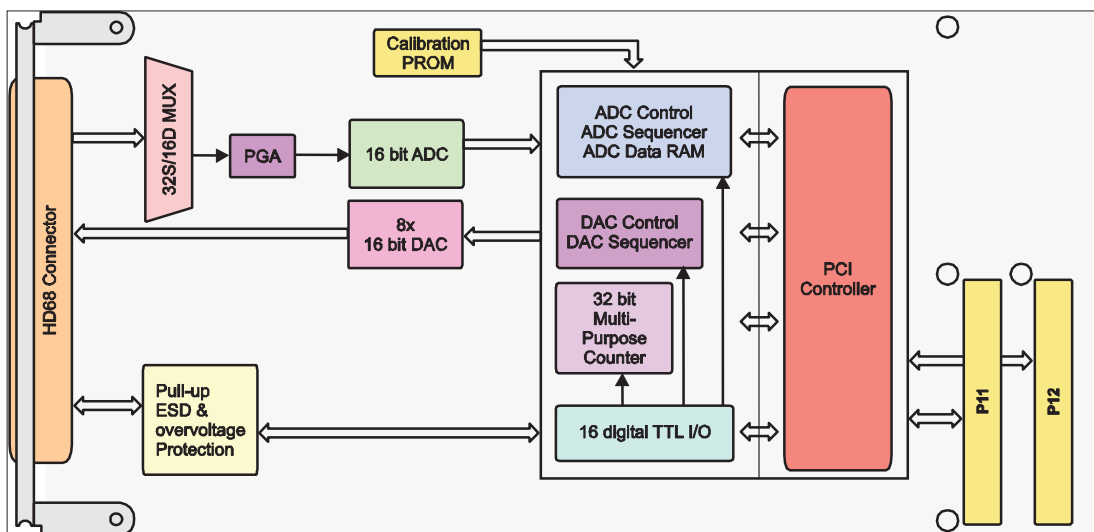 Calibration
PROM
HD68 Connector
32S/16D MUX
PGA
16 bit ADC
ADC Control
ADC Sequencer
ADC Data RAM
8x
16 bit DAC
DAC Control
DAC Sequencer
PCI
Controller
32 bit
Multi-
Purpose
Counter
Pull-up
ESD &
overvoltage
Protection
16 digital TTL I/O
P11
P12